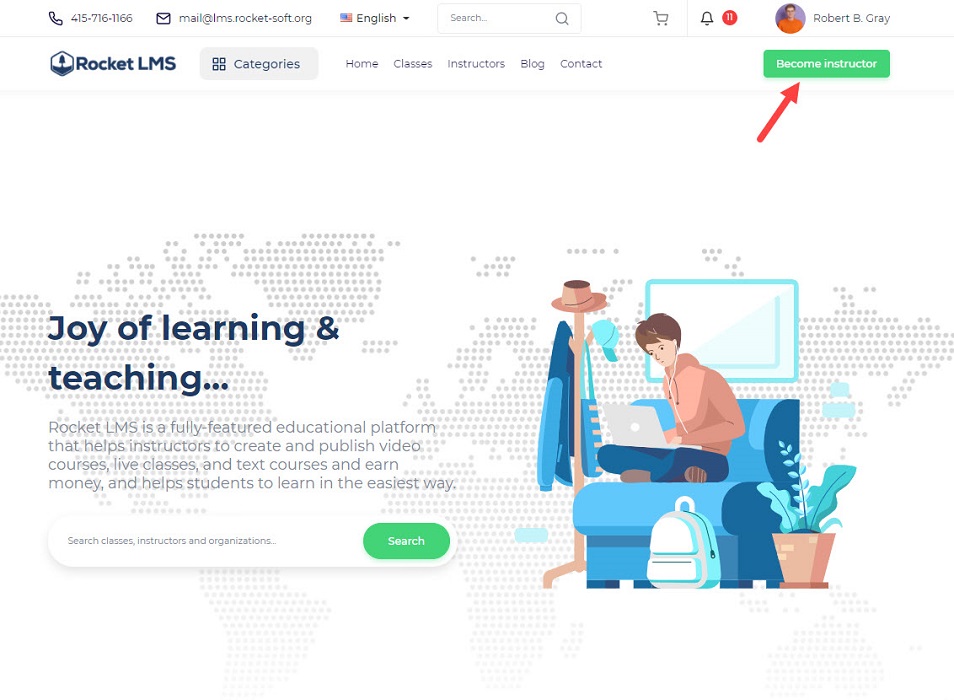 415-716-1166
mail@lms.rocket-soft.org
English
Search...
11
Robert B. Gray
Rocket LMS
Categories
Home
Classes
Instructors
Blog
Contact
Become instructor
Joy of learning &
teaching...
Rocket LMS is a fully-featured educational platform
that helps instructors to create and publish video
courses, live classes, and text courses and earn
money, and helps students to learn in the easiest way.
Search classes, instructors and organizations...
Search